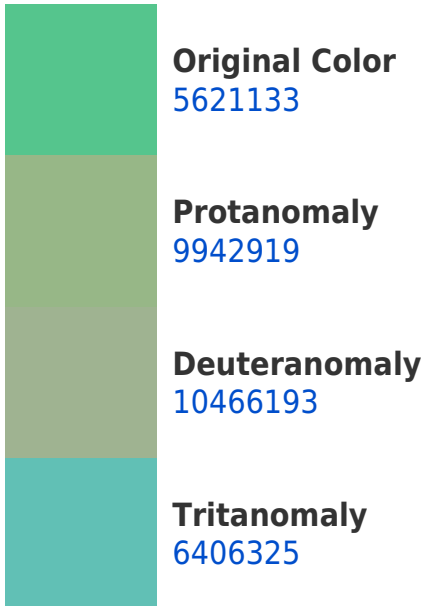 Original Color
5621133
Protanomaly
9942919
Deuteranomaly
10466193
Tritanomaly
6406325